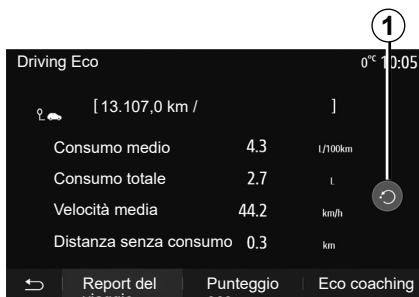 1
Driving Eco 0°C 10:05
[ 13.107,0 km / ]
Consumo medio 4.3 L/100km
Consumo totale 2.7 L
Velocità media 44.2 km/h
Distanza senza consumo 0.3 km
Report del Punteggio Eco coaching